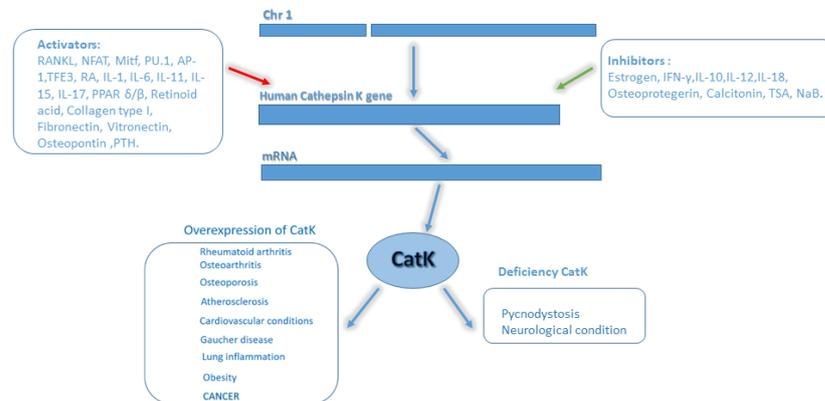 Chr 1
Activators:
RANKL, NFAT, Mitf, PU.1, AP-
1,TFE3, RA, IL-1, IL-6, IL-11, IL-
15, IL-17, PPAR δ/β, Retinoid
acid, Collagen type I,
Fibronectin, Vitronectin,
Osteopontin ,PTH.
Inhibitors :
Estrogen, IFN-γ,IL-10,IL-12,IL-18,
Osteoprotegerin, Calcitonin, TSA, NaB.
Human Cathepsin K gene
mRNA
CatK
Overexpression of CatK
Rheumatoid arthritis
Osteoarthritis
Osteoporosis
Atherosclerosis
Cardiovascular conditions
Gaucher disease
Lung inflammation
Obesity
CANCER
Deficiency CatK
Pycnodystosis
Neurological condition